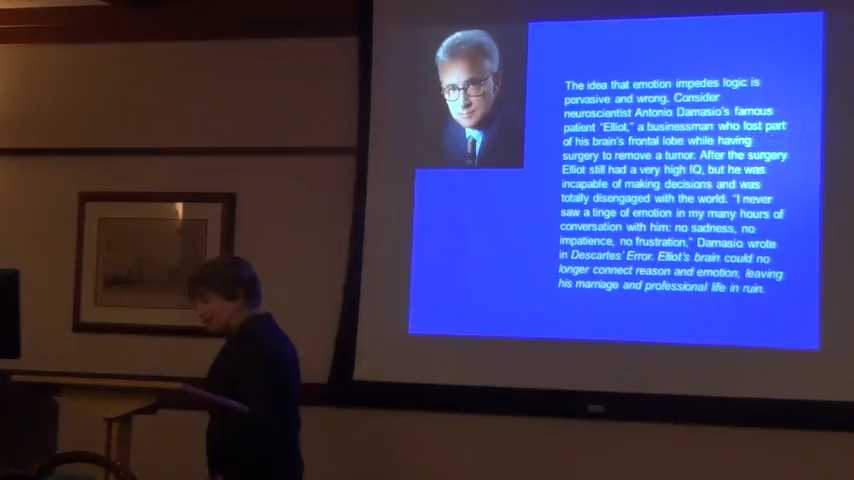 The idea that emotion impedes logic is
pervasive and wrong. Consider
neuroscientist Antonio Damasio's famous
patient "Elliot," a businessman who lost part
of his brain's frontal lobe while having
surgery to remove a tumor. After the surgery
Elliot still had a very high IQ, but he was
incapable of making decisions and was
totally disengaged with the world. "I never
saw a tinge of emotion in my many hours of
conversation with him: no sadness, no
impatience, no frustration," Damasio wrote
in Descartes' Error. Elliot's brain could no
longer connect reason and emotion, leaving
his marriage and professional life in ruin.